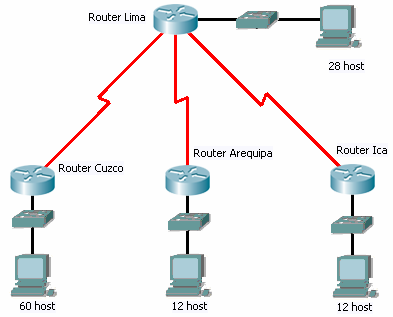 Router Lima
28 host
Router Cuzco
Router Arequipa
Router Ica
60 host
12 host
12 host